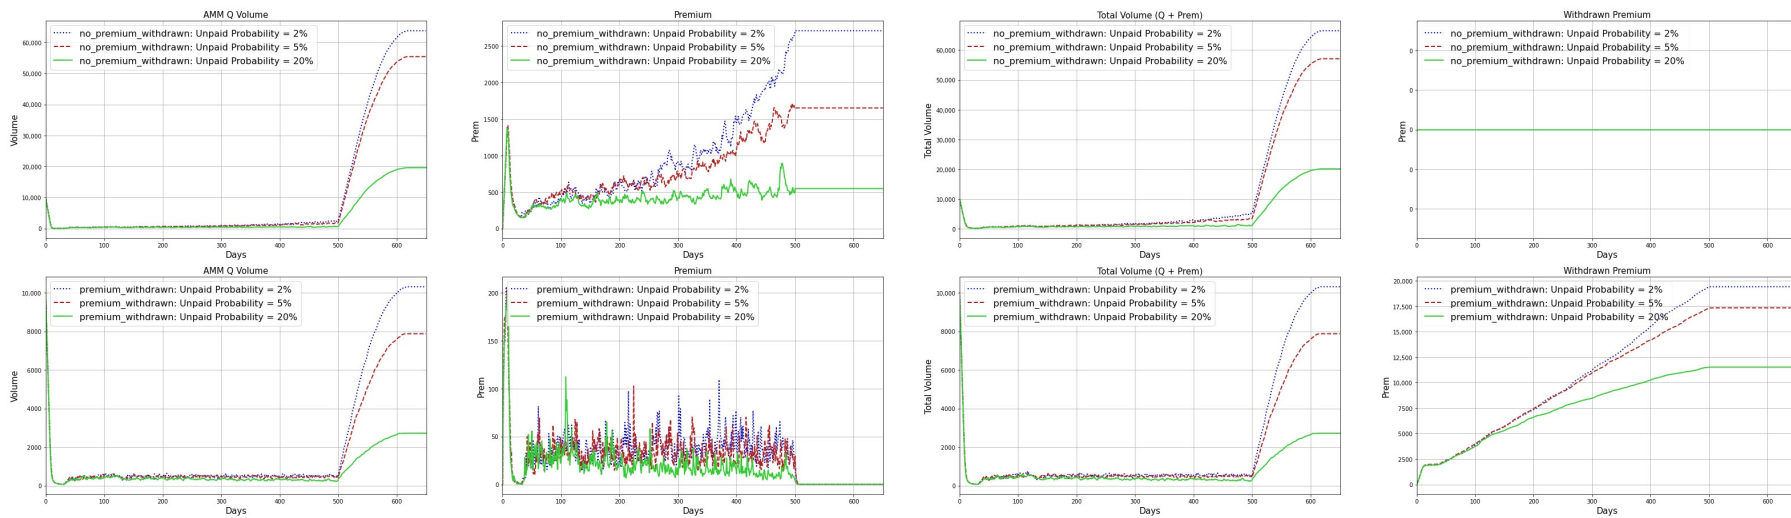 AMM Q Volume
no_premium_withdrawn: Unpaid Probability = 2%
no_premium_withdrawn: Unpaid Probability = 5%
no_premium_withdrawn: Unpaid Probability = 20%
60,000
50,000
40,000
30,000
20,000
10,000
0
Volume
0 100 200 300 400 500 600
Days
Premium
no_premium_withdrawn: Unpaid Probability = 2%
no_premium_withdrawn: Unpaid Probability = 5%
no_premium_withdrawn: Unpaid Probability = 20%
2500
2000
1500
1000
500
0
Prem
0 100 200 300 400 500 600
Days
Total Volume (Q + Prem)
no_premium_withdrawn: Unpaid Probability = 2%
no_premium_withdrawn: Unpaid Probability = 5%
no_premium_withdrawn: Unpaid Probability = 20%
60,000
50,000
40,000
30,000
20,000
10,000
0
Total Volume
0 100 200 300 400 500 600
Days
Withdrawn Premium
no_premium_withdrawn: Unpaid Probability = 2%
no_premium_withdrawn: Unpaid Probability = 5%
no_premium_withdrawn: Unpaid Probability = 20%
0
0
0
0
0
Prem
0 100 200 300 400 500 600
Days
AMM Q Volume
premium_withdrawn: Unpaid Probability = 2%
premium_withdrawn: Unpaid Probability = 5%
premium_withdrawn: Unpaid Probability = 20%
10,000
8000
6000
4000
2000
0
Volume
0 100 200 300 400 500 600
Days
Premium
premium_withdrawn: Unpaid Probability = 2%
premium_withdrawn: Unpaid Probability = 5%
premium_withdrawn: Unpaid Probability = 20%
200
150
100
50
0
Prem
0 100 200 300 400 500 600
Days
Total Volume (Q + Prem)
premium_withdrawn: Unpaid Probability = 2%
premium_withdrawn: Unpaid Probability = 5%
premium_withdrawn: Unpaid Probability = 20%
10,000
8000
6000
4000
2000
0
Total Volume
0 100 200 300 400 500 600
Days
Withdrawn Premium
premium_withdrawn: Unpaid Probability = 2%
premium_withdrawn: Unpaid Probability = 5%
premium_withdrawn: Unpaid Probability = 20%
20,000
17,500
15,000
12,500
10,000
7500
5000
2500
0
Prem
0 100 200 300 400 500 600
Days